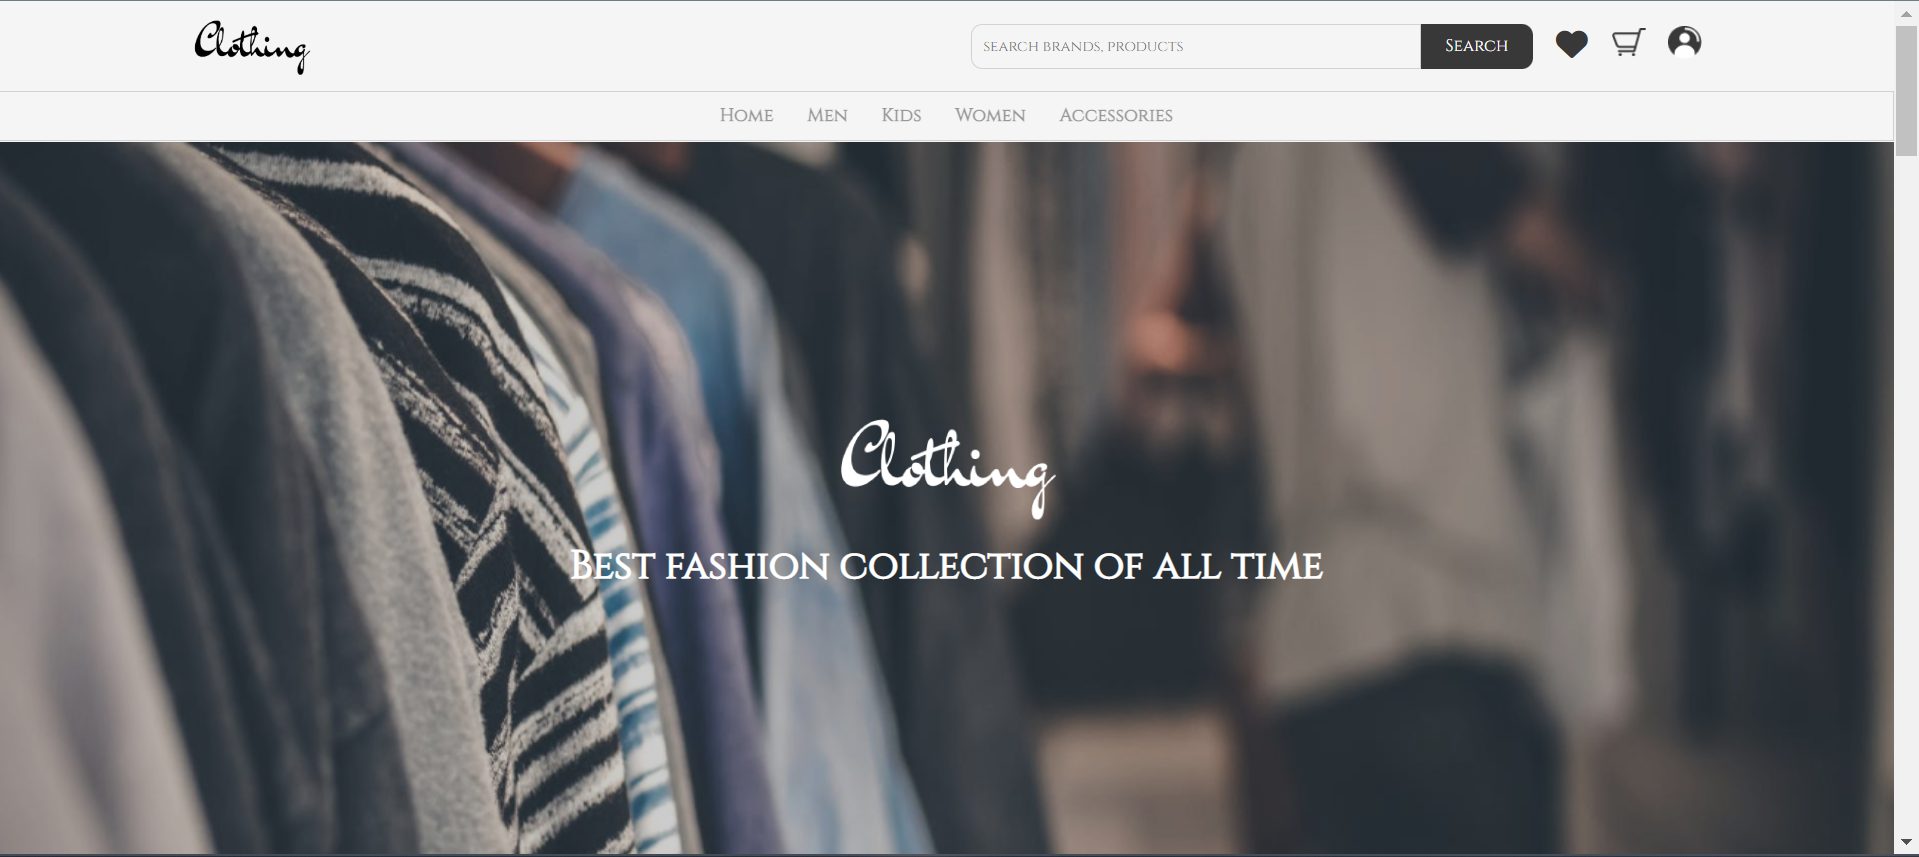 Clothing
SEARCH BRANDS, PRODUCTS
Search
Home Men Kids Women Accessories
Clothing
Best fashion collection of all time